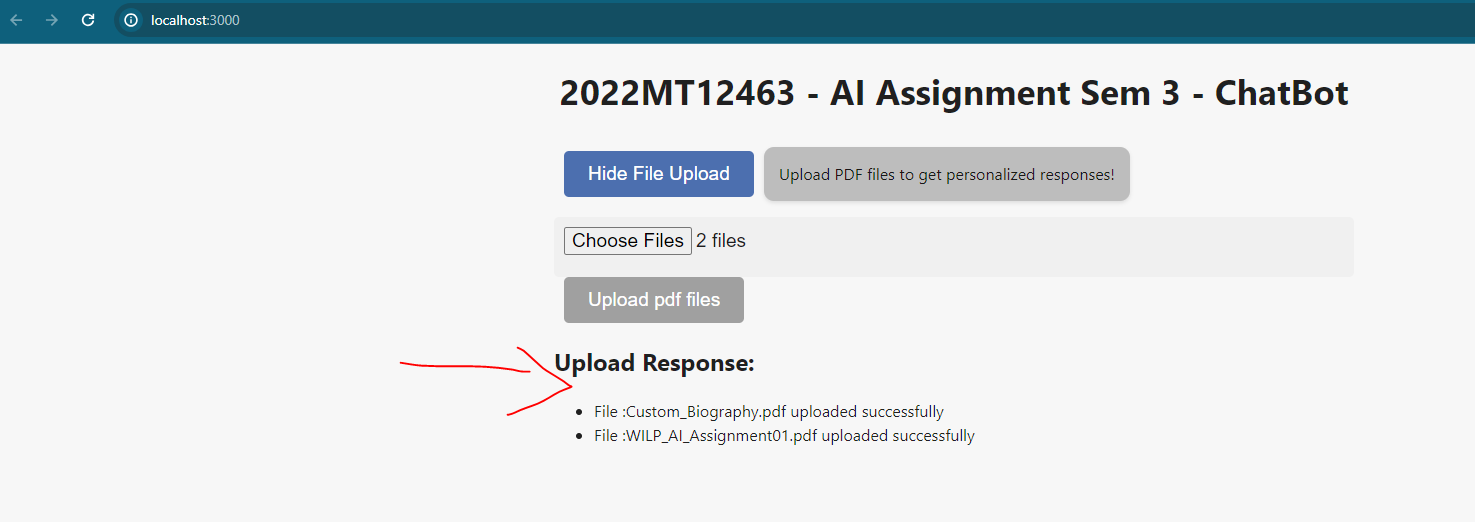 localhost:3000
2022MT12463 - AI Assignment Sem 3 - ChatBot
Hide File Upload
Upload PDF files to get personalized responses!
Choose Files 2 files
Upload pdf files
Upload Response:
File :Custom_Biography.pdf uploaded successfully
File :WILP_AI_Assignment01.pdf uploaded successfully